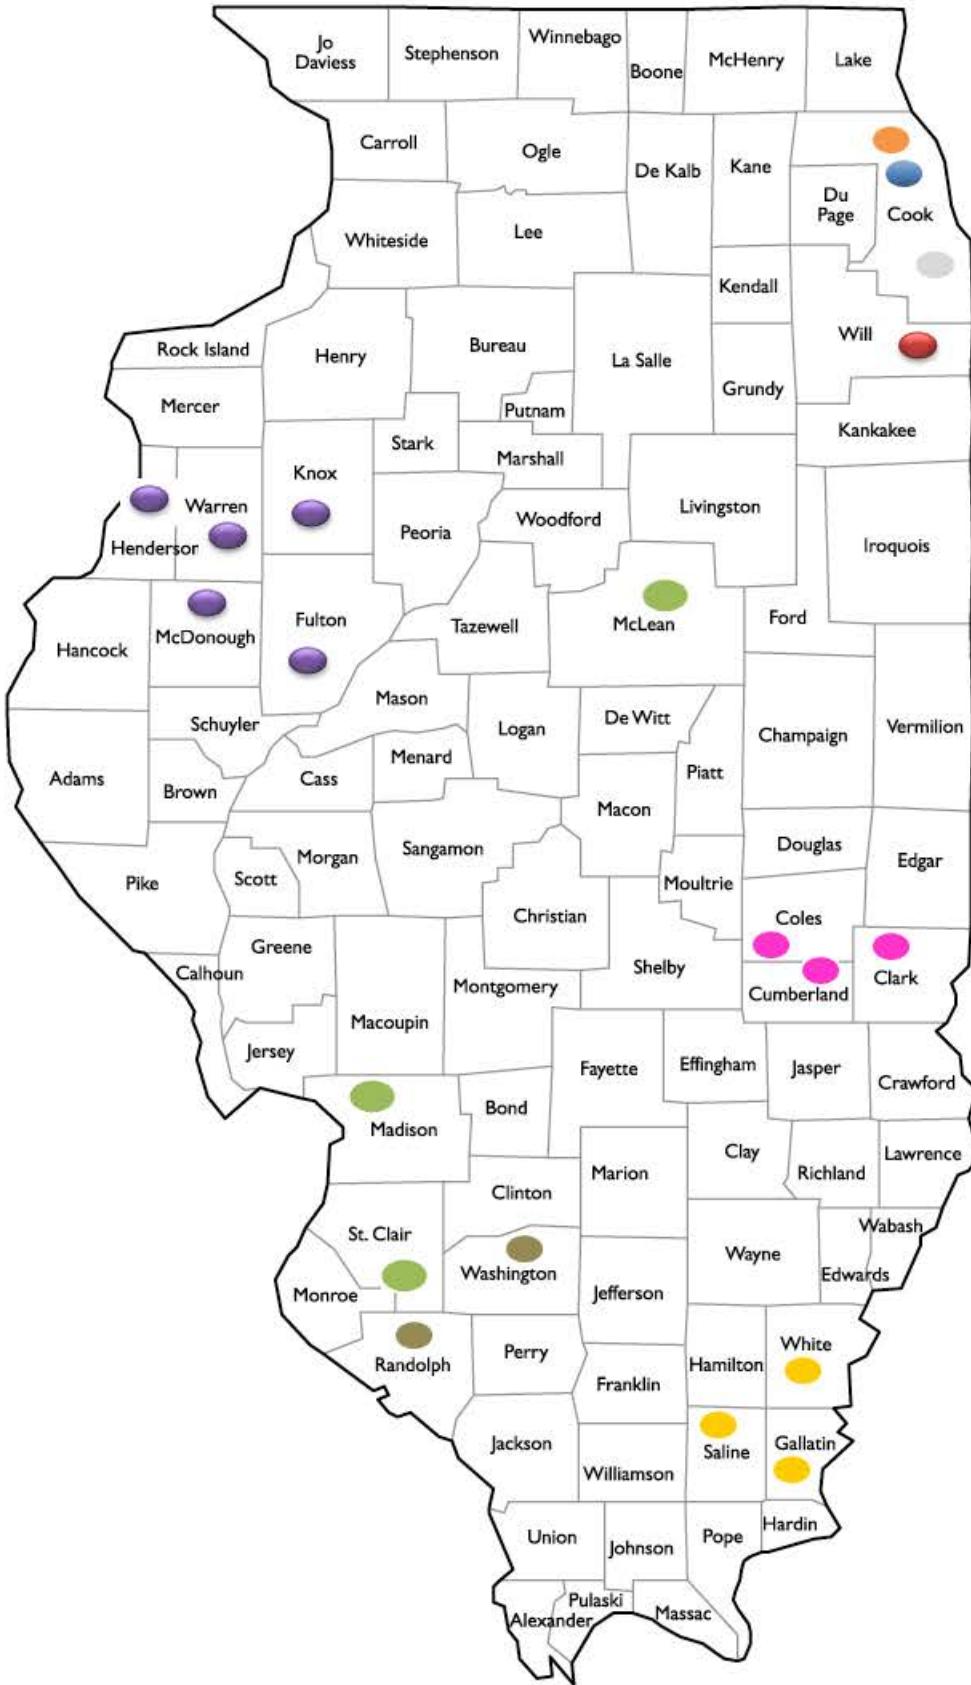 Jo
Daviess
Stephenson
Winnebago
Boone
McHenry
Lake
Carroll
Ogle
De Kalb
Kane
Du
Page
Cook
Whiteside
Lee
Kendall
Rock Island
Henry
Bureau
La Salle
Will
Grundy
Mercer
Putnam
Stark
Kankakee
Knox
Marshall
Warren
Peoria
Woodford
Livingston
Hendersor
Iroquois
Hancock
McDonough
Fulton
Tazewell
McLean
Ford
Schuyler
Mason
Logan
De Witt
Champaign
Vermilion
Adams
Brown
Cass
Menard
Piatt
Macon
Pike
Scott
Morgan
Sangamon
Douglas
Edgar
Moultrie
Christian
Coles
Greene
Calhoun
Shelby
Clark
Cumberland
Montgomery
Macoupin
Jersey
Fayette
Effingham
Jasper
Crawford
Madison
Bond
Marion
Clay
Richland
Lawrence
Clinton
St. Clair
Wabash
Wayne
Washington
Edwards
Monroe
Jefferson
Randolph
Perry
Hamilton
White
Franklin
Jackson
Williamson
Saline
Gallatin
Union
Johnson
Pope
Hardin
Pulaski
Alexander
Massac